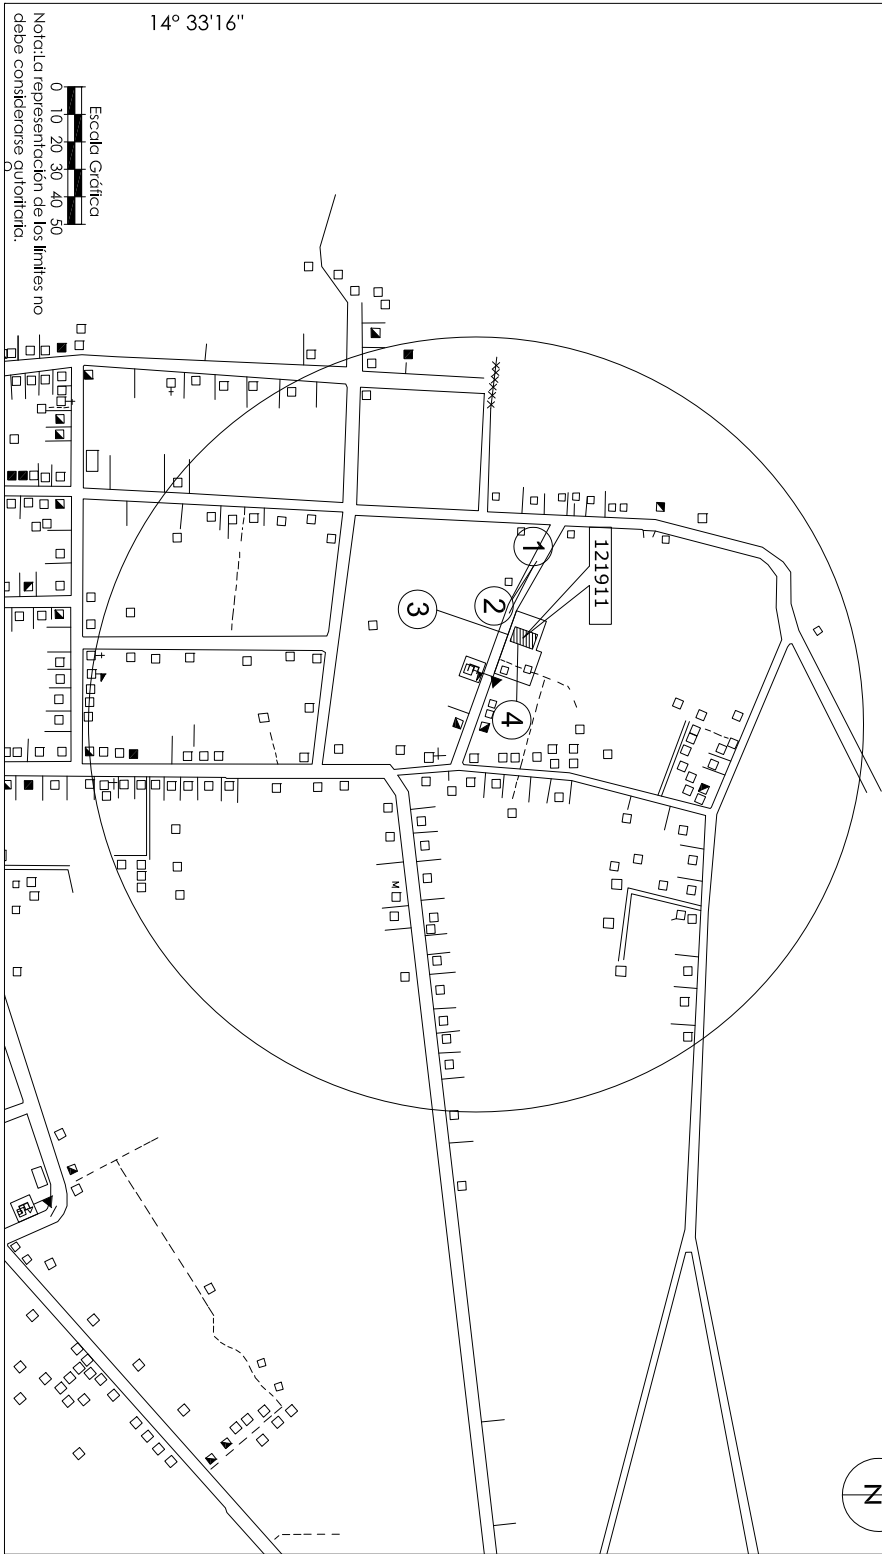 14° 33'16"
Escala Gráfica
0 10 20 30 40 50
Nota:La representación de los límites no
debe considerarse autoritaria.
121911
1
2
3
4
E
M
N